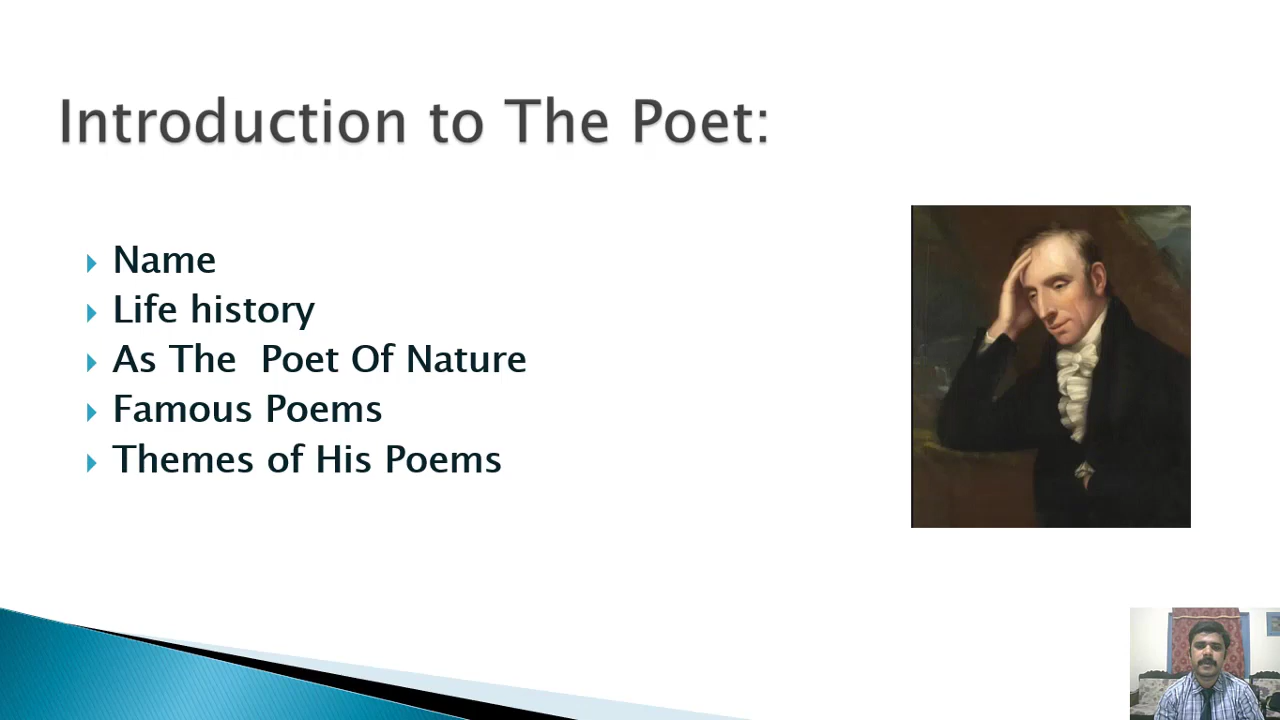 Introduction to The Poet:
Name
Life history
As The  Poet Of Nature
Famous Poems
Themes of His Poems